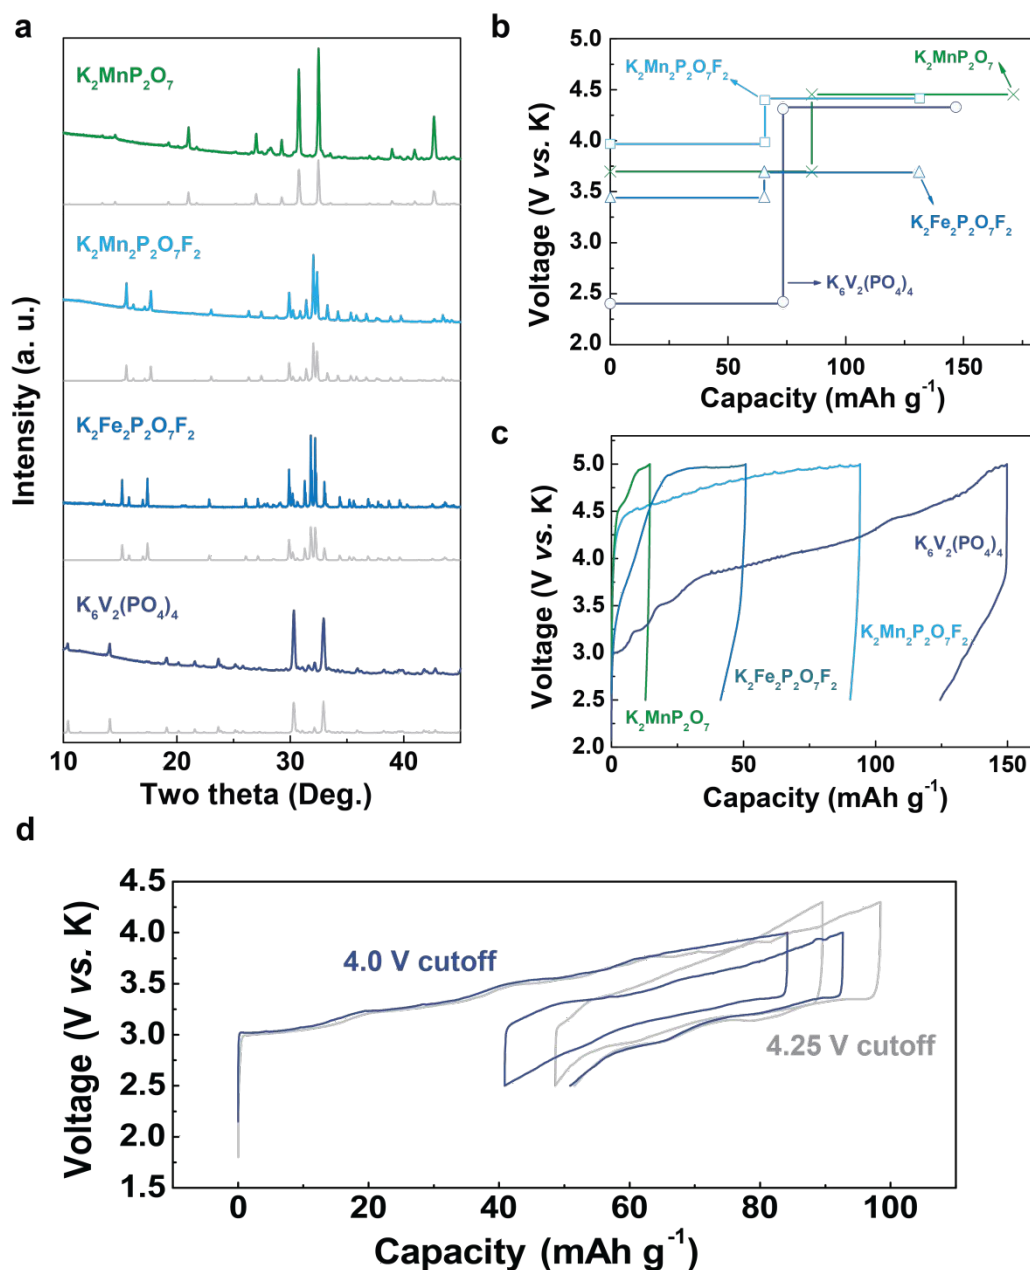 a
K₂MnP₂O₇
K₂Mn₂P₂O₇F₂
K₂Fe₂P₂O₇F₂
K₆V₂(PO₄)₄
Intensity (a. u.)
10 20 30 40
Two theta (Deg.)
b
5.0
4.5
4.0
3.5
3.0
2.5
2.0
Voltage (V vs. K)
K₂Mn₂P₂O₇F₂
K₂MnP₂O₇
K₂Fe₂P₂O₇F₂
K₆V₂(PO₄)₄
0 50 100 150
Capacity (mAh g⁻¹)
c
5.0
4.5
4.0
3.5
3.0
2.5
2.0
Voltage (V vs. K)
K₆V₂(PO₄)₄
K₂Mn₂P₂O₇F₂
K₂Fe₂P₂O₇F₂
K₂MnP₂O₇
0 50 100 150
Capacity (mAh g⁻¹)
d
4.5
4.0
3.5
3.0
2.5
2.0
1.5
Voltage (V vs. K)
4.0 V cutoff
4.25 V cutoff
0 20 40 60 80 100
Capacity (mAh g⁻¹)